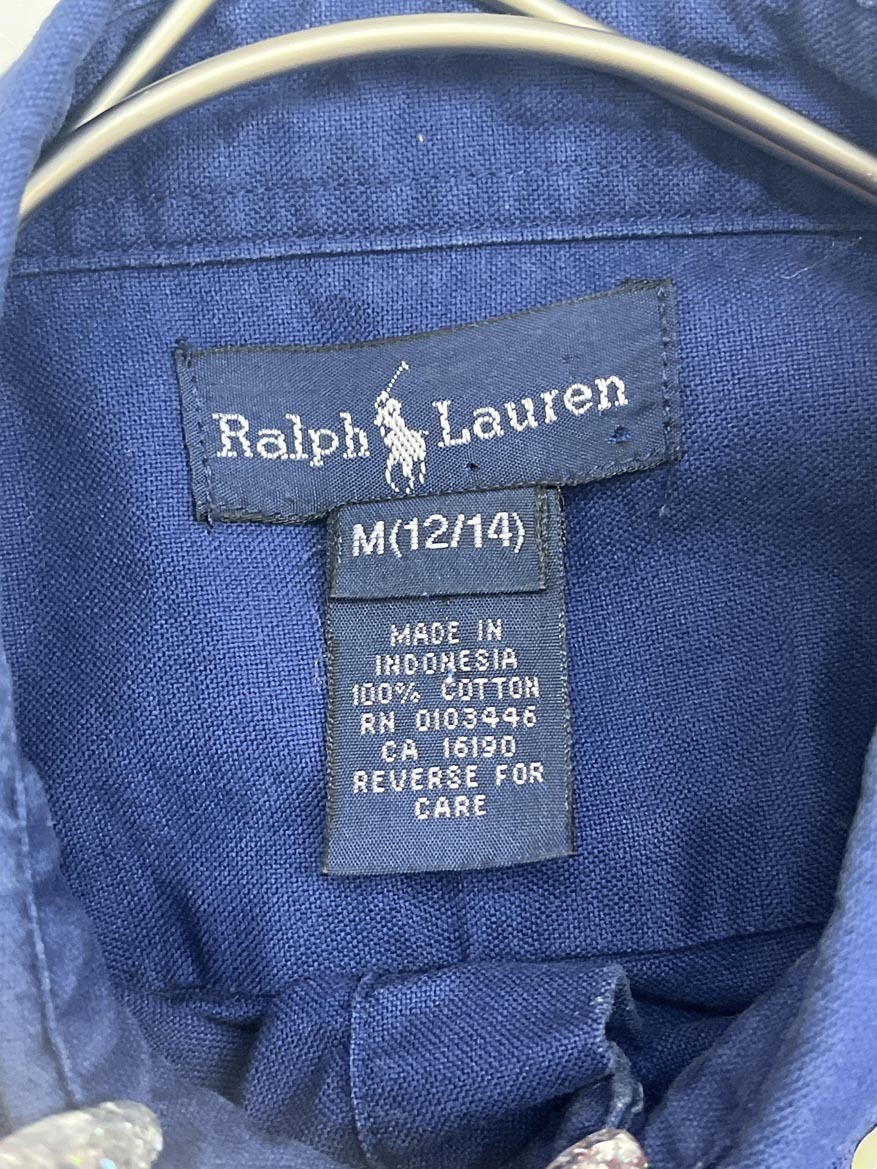 Ralph Lauren
M(12/14)
MADE IN
INDONESIA
100% COTTON
RN 0103446
CA 16190
REVERSE FOR
CARE